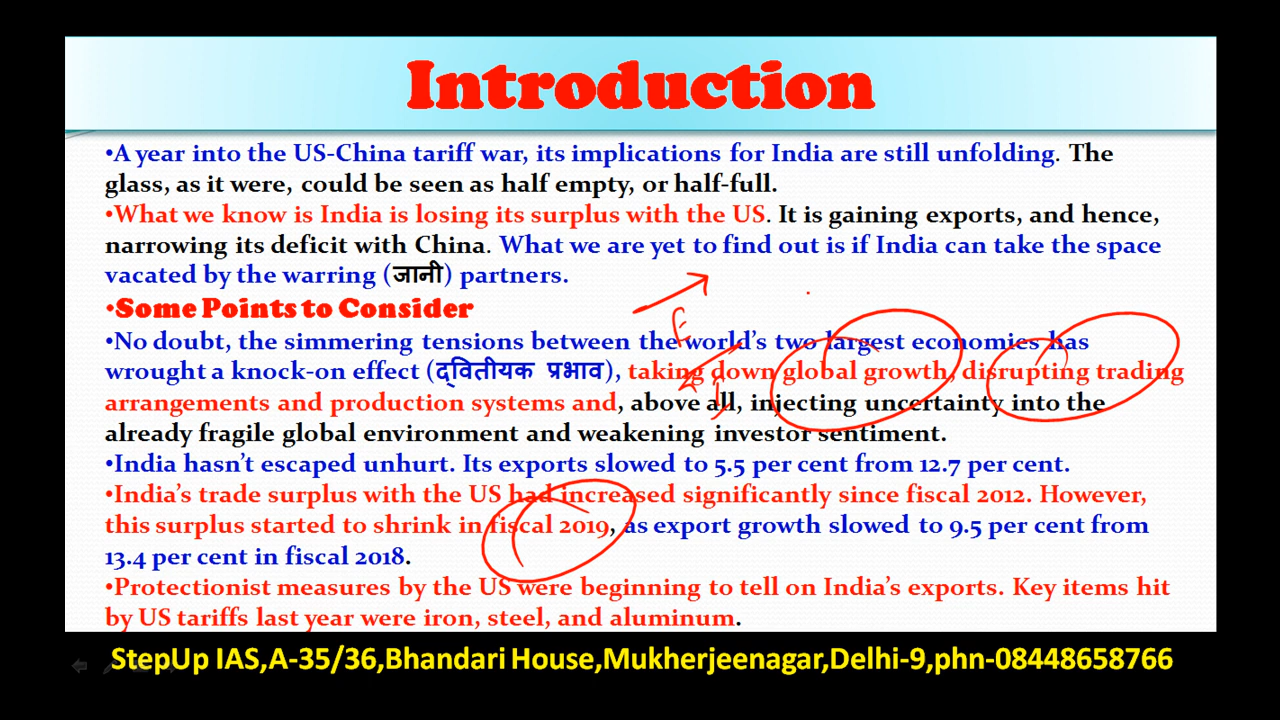 Introduction
•A year into the US-China tariff war, its implications for India are still unfolding. The
glass, as it were, could be seen as half empty, or half-full.
•What we know is India is losing its surplus with the US. It is gaining exports, and hence,
narrowing its deficit with China. What we are yet to find out is if India can take the space
vacated by the warring (जानी) partners.
•Some Points to Consider
•No doubt, the simmering tensions between the world's two largest economies has
wrought a knock-on effect (द्वितीयक प्रभाव), taking down global growth, disrupting trading
arrangements and production systems and, above all, injecting uncertainty into the
already fragile global environment and weakening investor sentiment.
•India hasn't escaped unhurt. Its exports slowed to 5.5 per cent from 12.7 per cent.
•India's trade surplus with the US had increased significantly since fiscal 2012. However,
this surplus started to shrink in fiscal 2019, as export growth slowed to 9.5 per cent from
13.4 per cent in fiscal 2018.
•Protectionist measures by the US were beginning to tell on India's exports. Key items hit
by US tariffs last year were iron, steel, and aluminum.
StepUp IAS,A-35/36,Bhandari House,Mukherjeenagar,Delhi-9,phn-08448658766